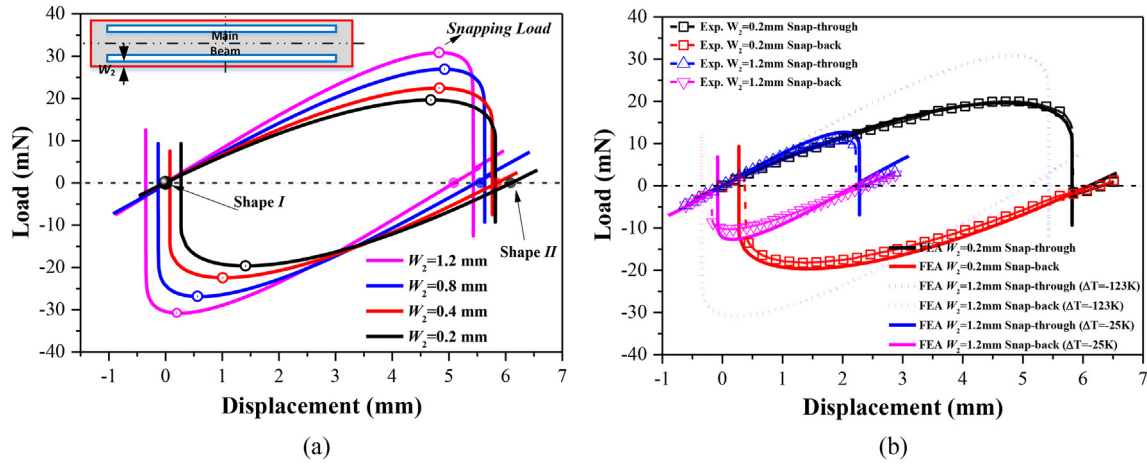 Main
Beam
W2
Snapping Load
Shape I
Shape II
W2=1.2 mm
W2=0.8 mm
W2=0.4 mm
W2=0.2 mm
40
30
20
10
0
-10
-20
-30
-40
Load (mN)
-1 0 1 2 3 4 5 6 7
Displacement (mm)
(a)
Exp. W2=0.2mm Snap-through
Exp. W2=0.2mm Snap-back
Exp. W2=1.2mm Snap-through
Exp. W2=1.2mm Snap-back
FEA W2=0.2mm Snap-through
FEA W2=0.2mm Snap-back
FEA W2=1.2mm Snap-through (ΔT=-123K)
FEA W2=1.2mm Snap-back (ΔT=-123K)
FEA W2=1.2mm Snap-through (ΔT=-25K)
FEA W2=1.2mm Snap-back (ΔT=-25K)
40
30
20
10
0
-10
-20
-30
-40
Load (mN)
-1 0 1 2 3 4 5 6 7
Displacement (mm)
(b)